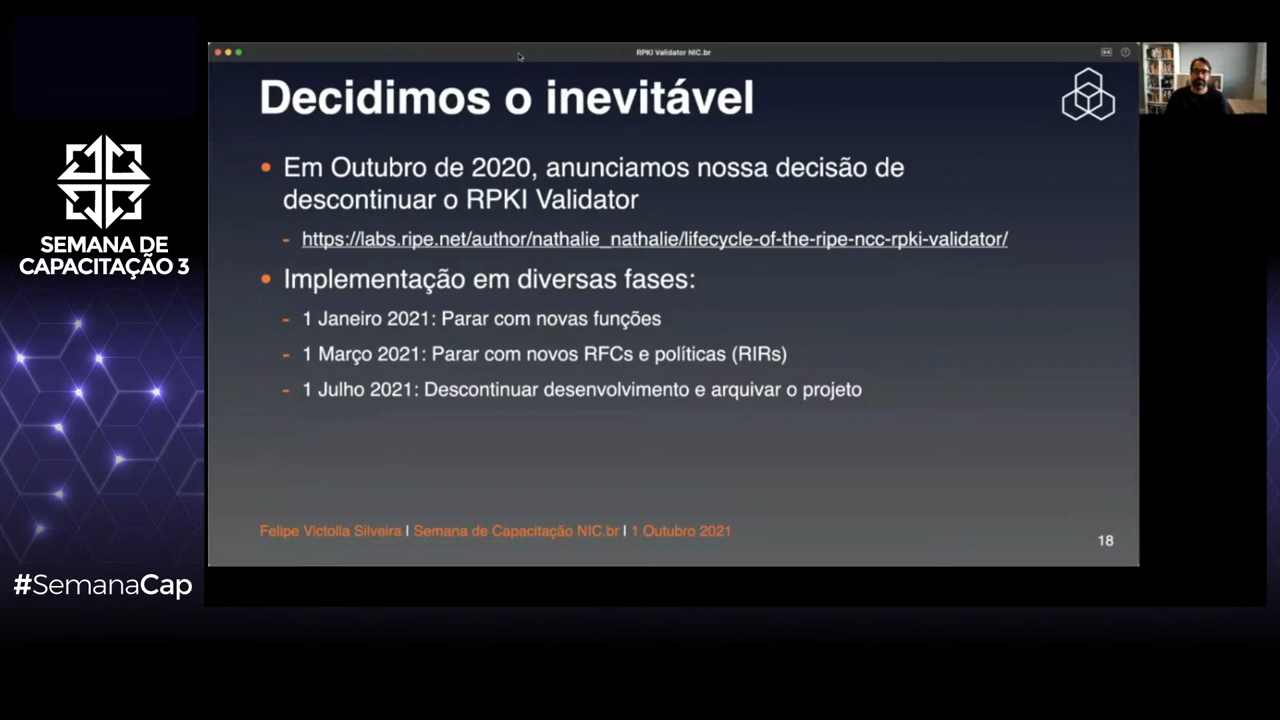 RPKI Validator NIC.br
Decidimos o inevitável
• Em Outubro de 2020, anunciamos nossa decisão de
descontinuar o RPKI Validator
- https://labs.ripe.net/author/nathalie_nathalie/lifecycle-of-the-ripe-ncc-rpki-validator/
• Implementação em diversas fases:
- 1 Janeiro 2021: Parar com novas funções
- 1 Março 2021: Parar com novos RFCs e políticas (RIRs)
- 1 Julho 2021: Descontinuar desenvolvimento e arquivar o projeto
Felipe Victolla Silveira | Semana de Capacitação NIC.br | 1 Outubro 2021
18
SEMANA DE
CAPACITAÇÃO 3
#SemanaCap